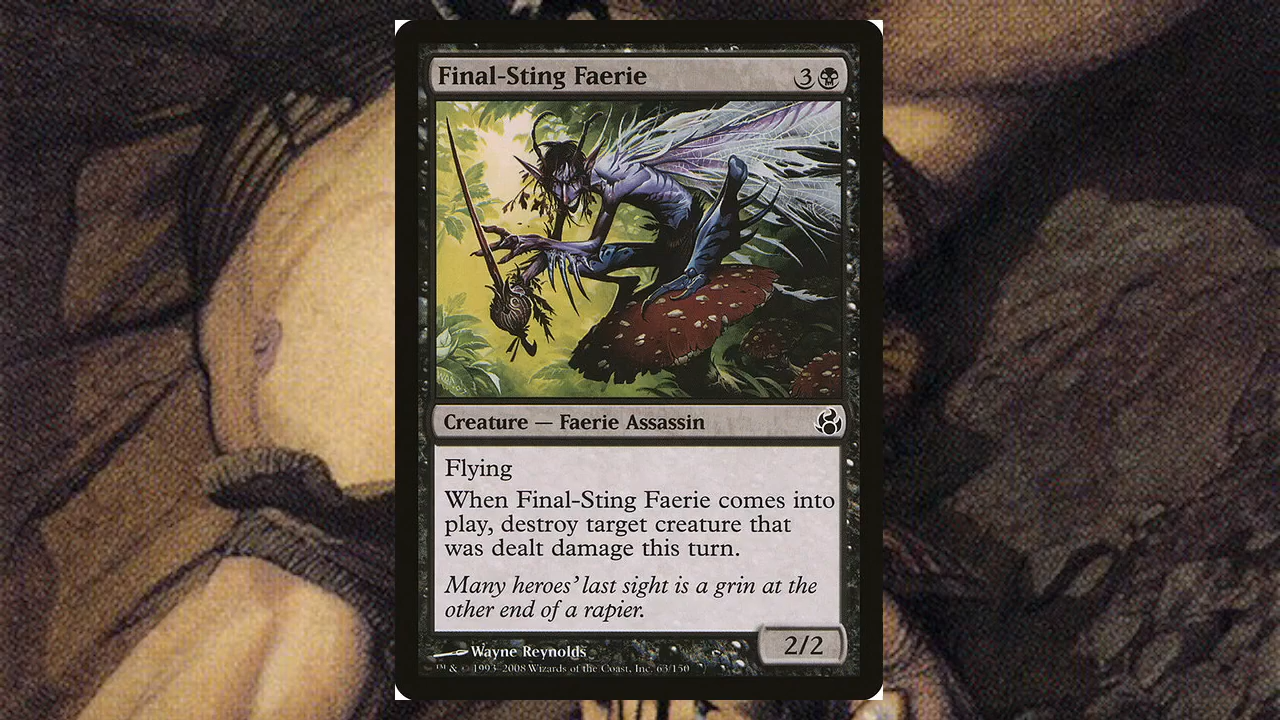 Final-Sting Faerie 3
Creature — Faerie Assassin
Flying
When Final-Sting Faerie comes into
play, destroy target creature that
was dealt damage this turn.
Many heroes’ last sight is a grin at the
other end of a rapier.
2/2
Wayne Reynolds
™ & © 1993–2008 Wizards of the Coast, Inc. 63/150